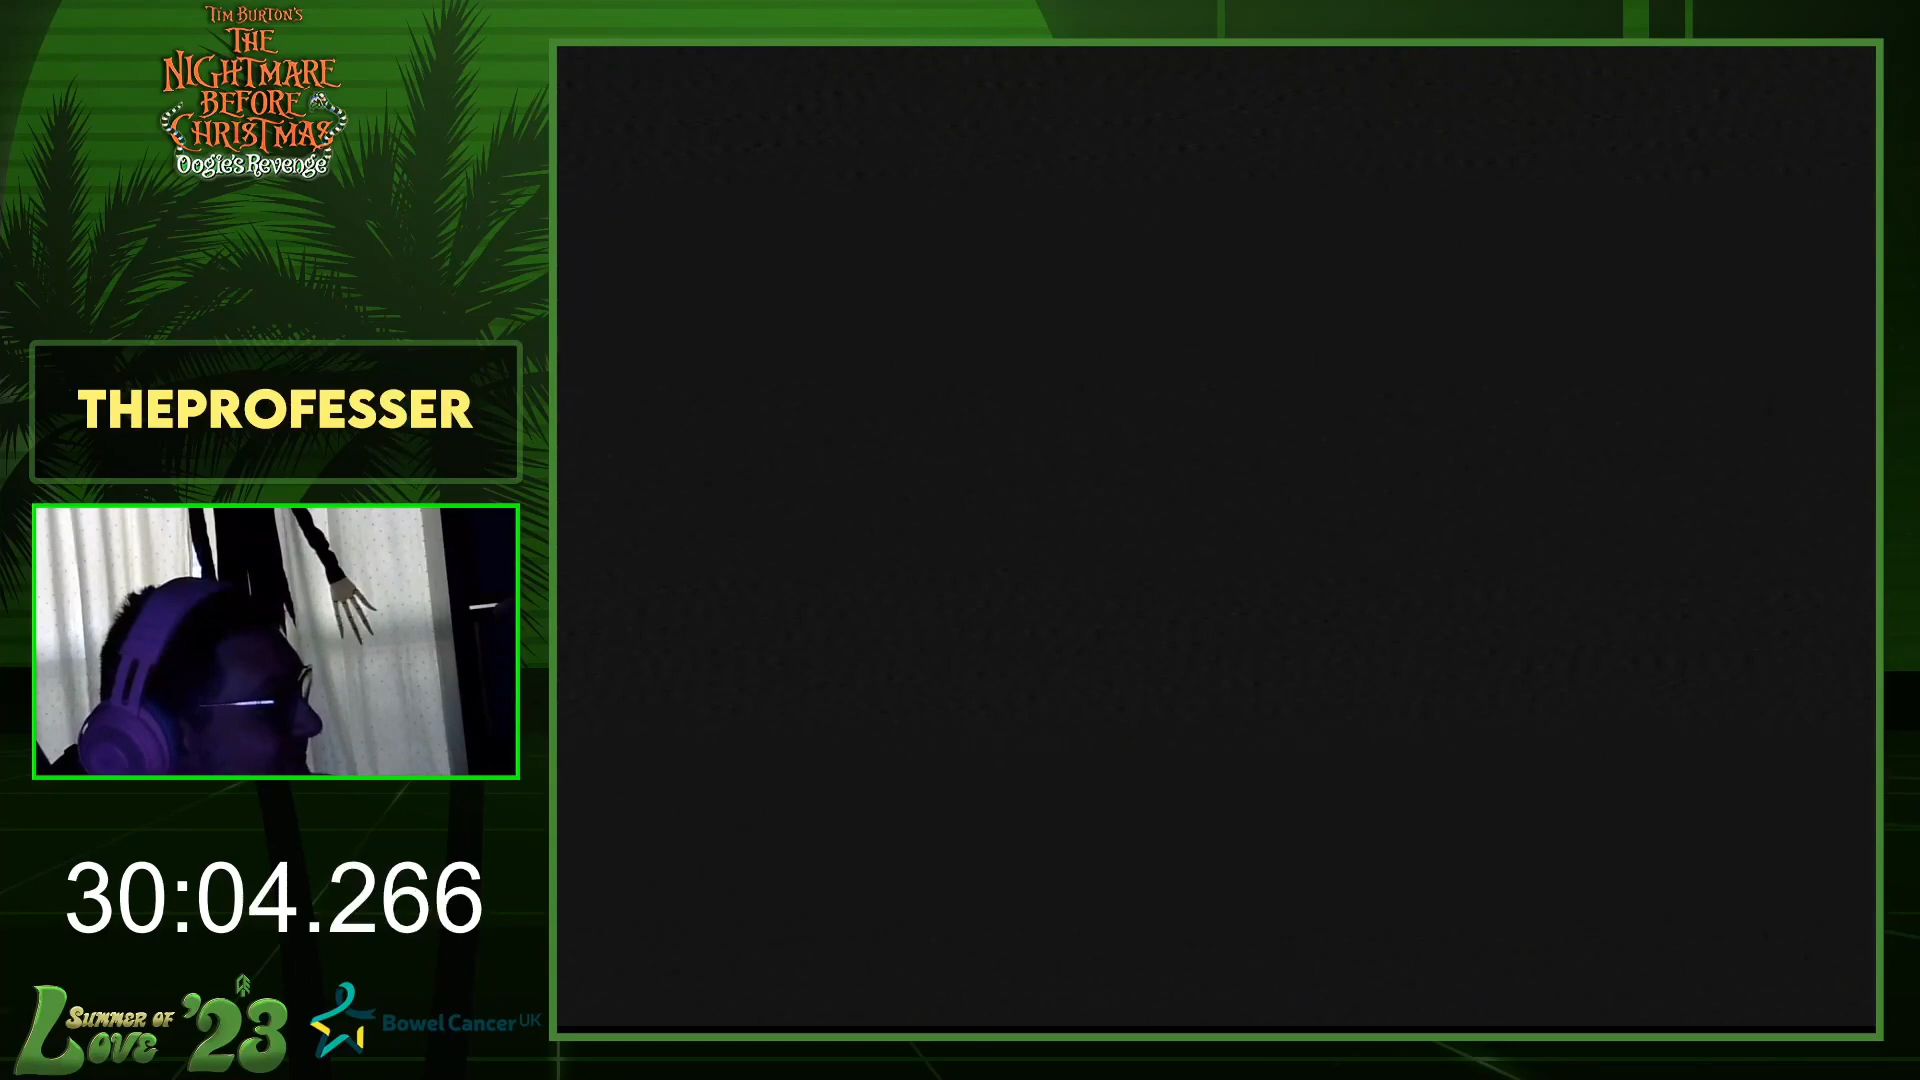 TIM BURTON'S
THE
NIGHTMARE
BEFORE
CHRISTMAS
Oogie's Revenge
THEPROFESSER
30:04.266
SUMMER OF
LOVE '23
Bowel Cancer UK